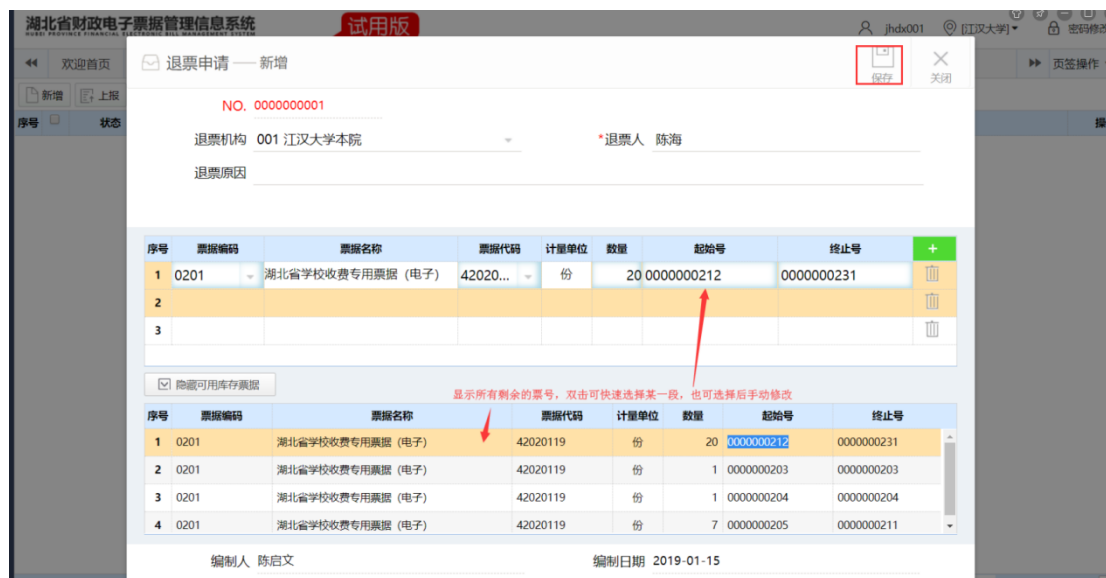 湖北省财政电子票据管理信息系统 试用版 jhdx001 [江汉大学] 密码修改
HUBEI PROVINCE FINANCIAL ELECTRONIC BILL MANAGEMENT SYSTEM
欢迎首页 退票申请 — 新增 保存 关闭 页签操作
新增 上报
序号 状态 操
NO. 0000000001
退票机构 001 江汉大学本院 *退票人 陈海
退票原因
序号 票据编码 票据名称 票据代码 计量单位 数量 起始号 终止号 +
1 0201 湖北省学校收费专用票据 (电子) 42020... 份 20 0000000212 0000000231
2
3
隐藏可用库存票据
显示所有剩余的票号，双击可快速选择某一段，也可选择后手动修改
序号 票据编码 票据名称 票据代码 计量单位 数量 起始号 终止号
1 0201 湖北省学校收费专用票据 (电子) 42020119 份 20 0000000212 0000000231
2 0201 湖北省学校收费专用票据 (电子) 42020119 份 1 0000000203 0000000203
3 0201 湖北省学校收费专用票据 (电子) 42020119 份 1 0000000204 0000000204
4 0201 湖北省学校收费专用票据 (电子) 42020119 份 7 0000000205 0000000211
编制人 陈启文 编制日期 2019-01-15